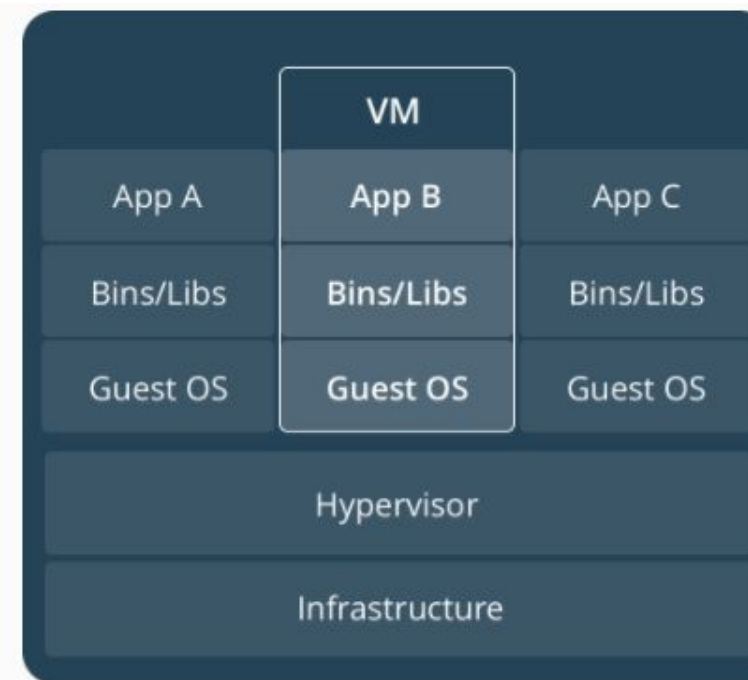 VM
App A App B App C
Bins/Libs Bins/Libs Bins/Libs
Guest OS Guest OS Guest OS
Hypervisor
Infrastructure